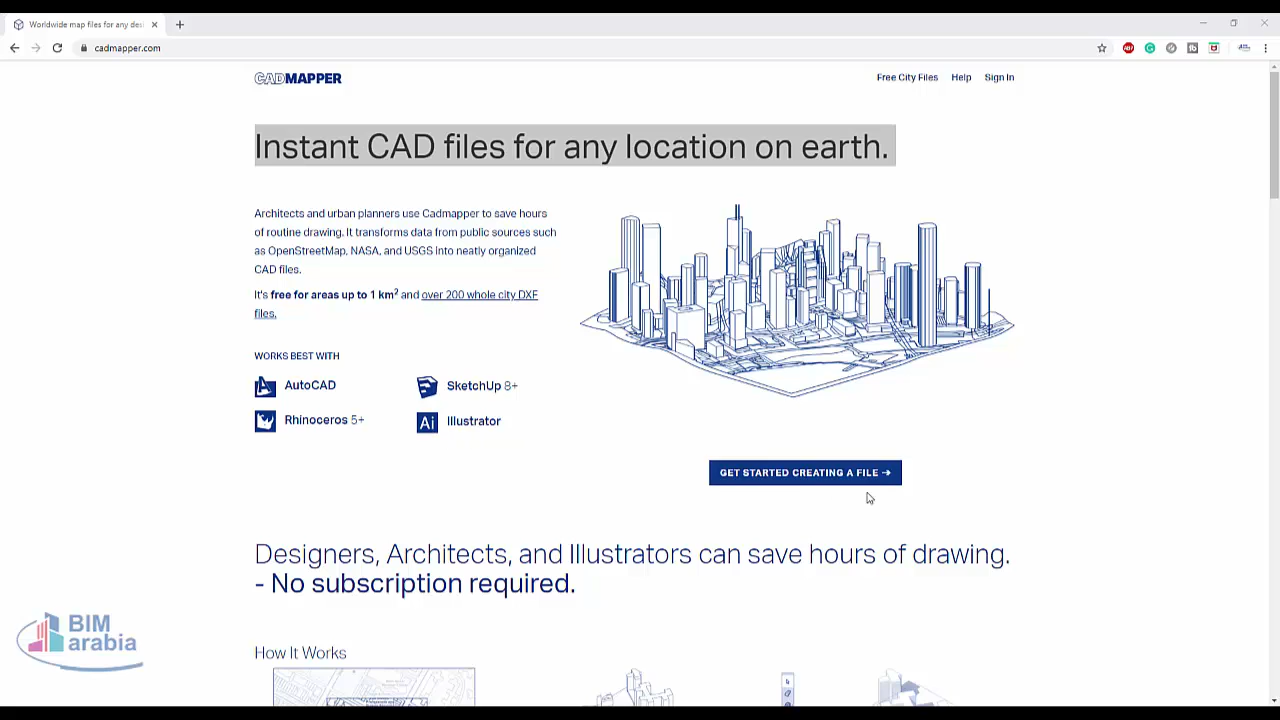 Worldwide map files for any des
cadmapper.com
CADMAPPER
Free City Files Help Sign In
Instant CAD files for any location on earth.
Architects and urban planners use Cadmapper to save hours
of routine drawing. It transforms data from public sources such
as OpenStreetMap, NASA, and USGS into neatly organized
CAD files.
It's free for areas up to 1 km² and over 200 whole city DXF
files.
WORKS BEST WITH
AutoCAD
SketchUp 8+
Rhinoceros 5+
Ai Illustrator
GET STARTED CREATING A FILE →
Designers, Architects, and Illustrators can save hours of drawing.
- No subscription required.
BIM
arabia
How It Works